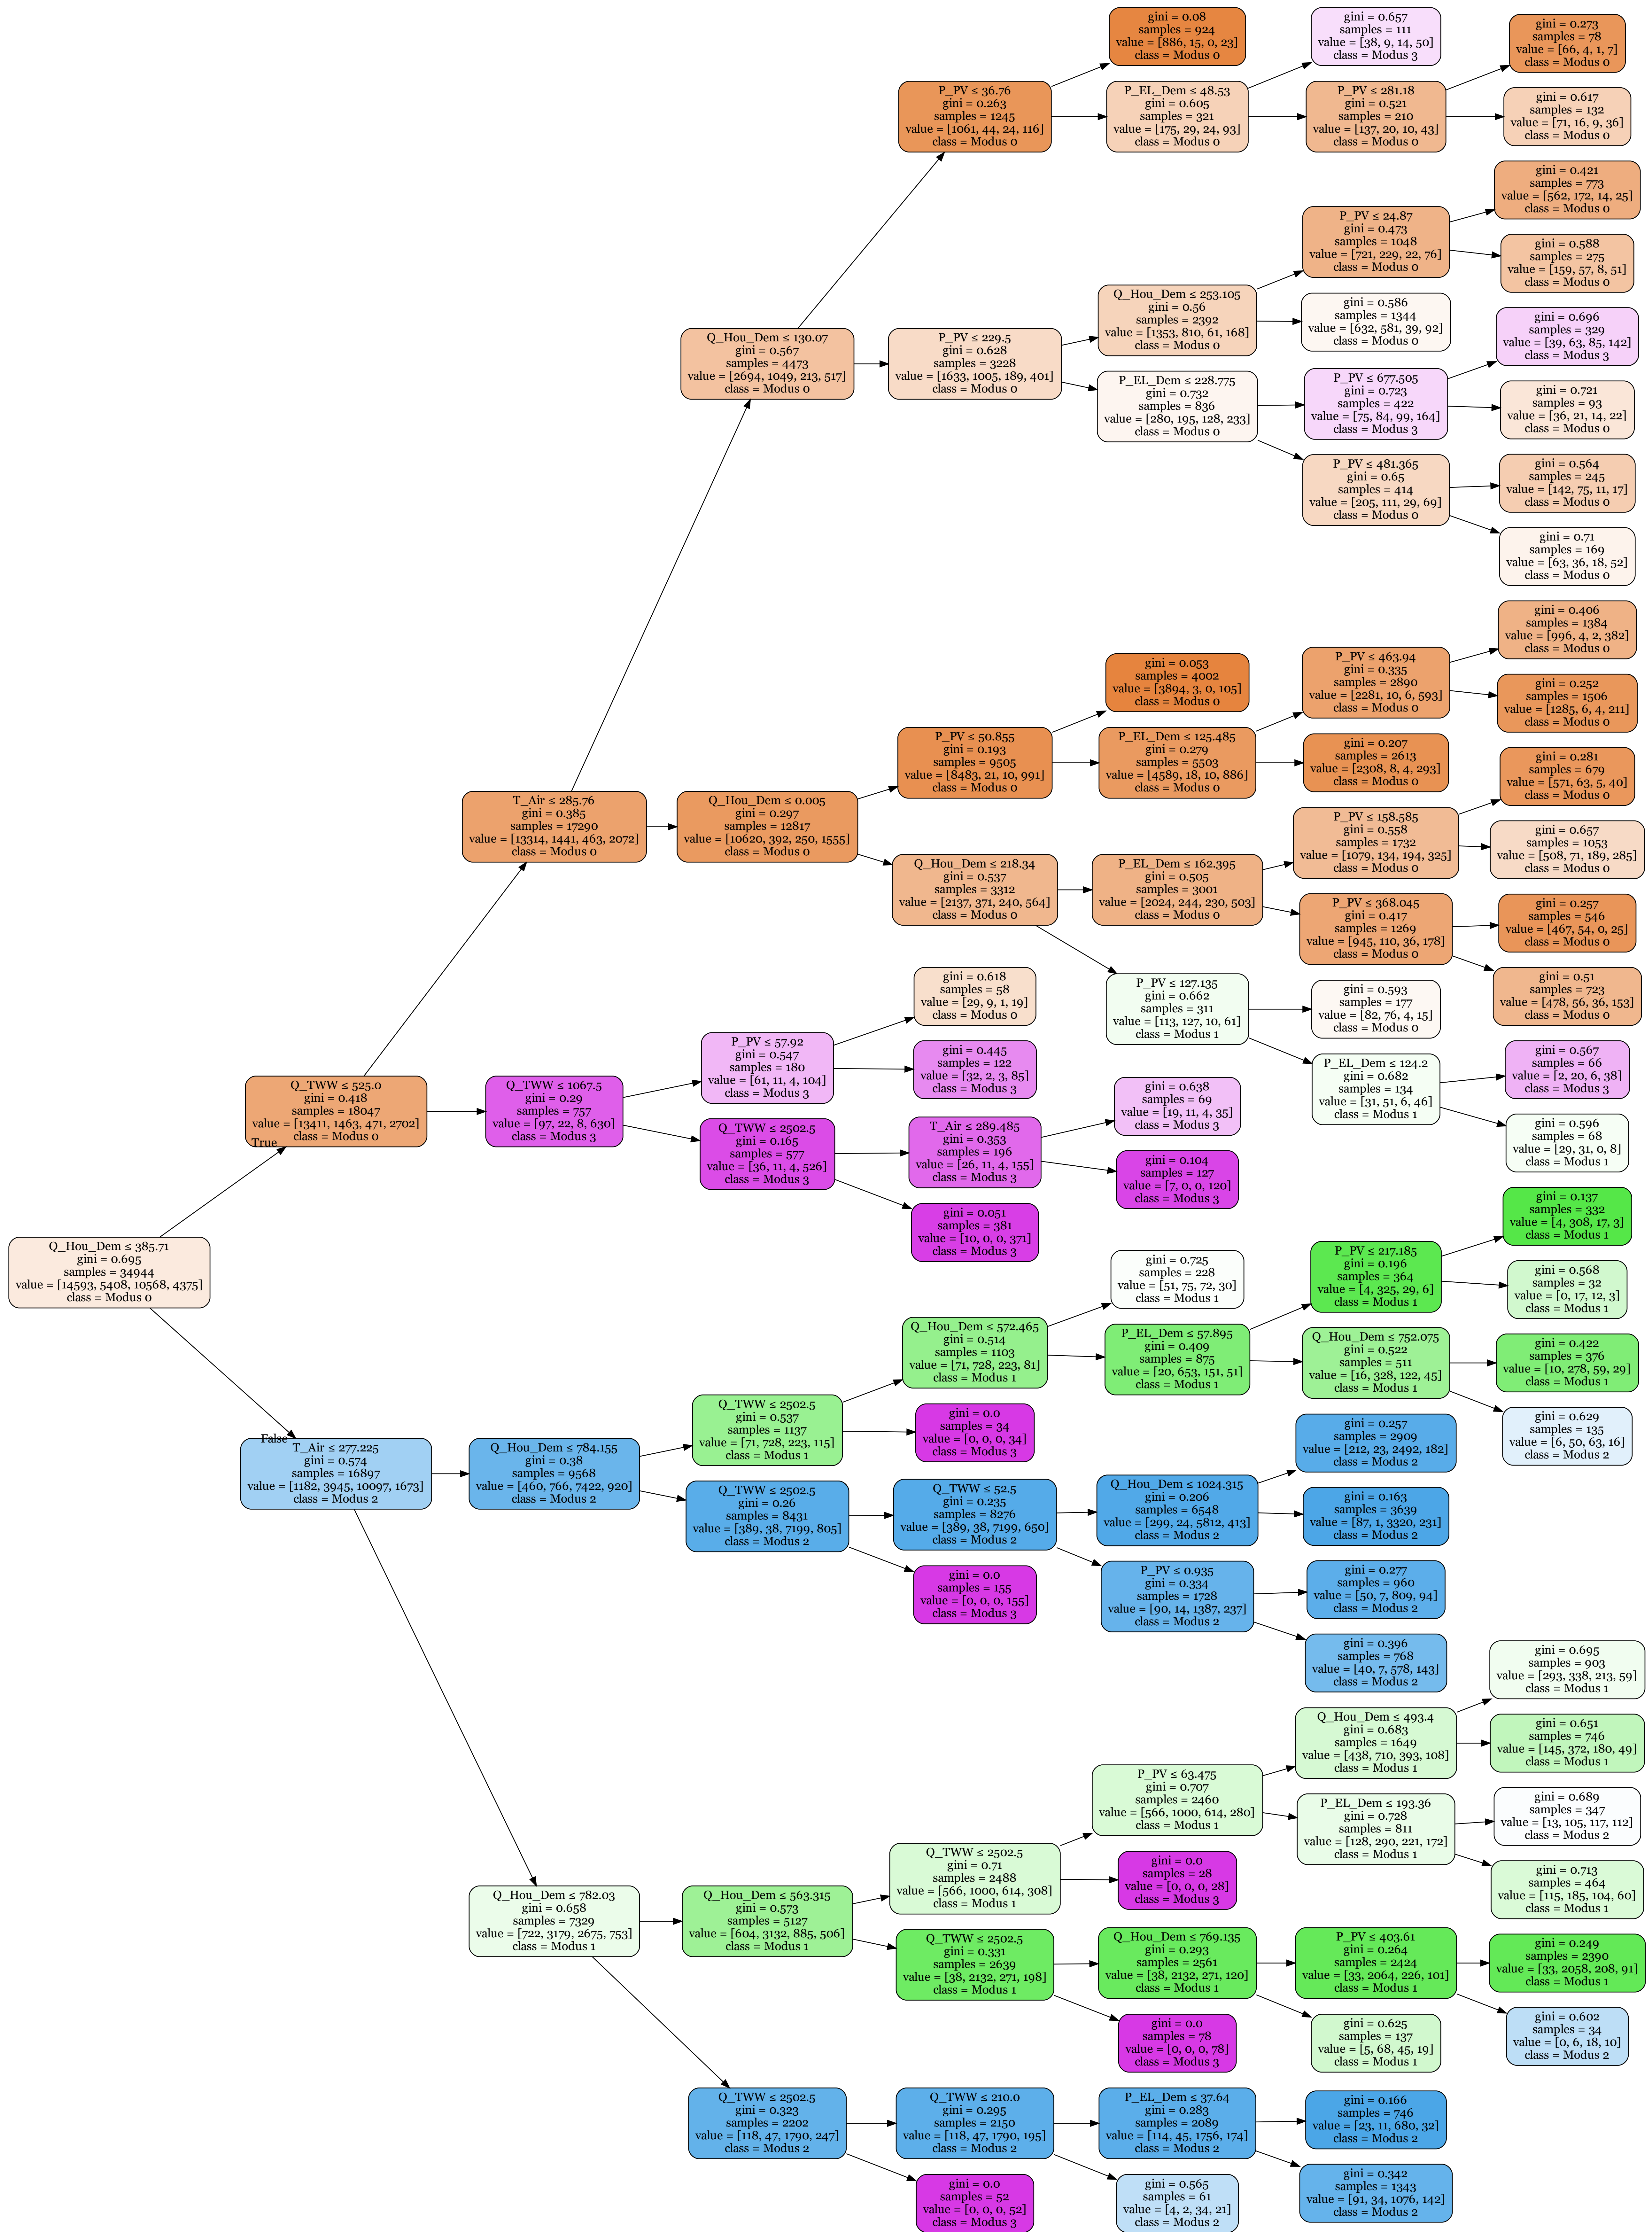 Q_Hou_Dem ≤ 385.71
gini = 0.695
samples = 34944
value = [14593, 5408, 10568, 4375]
class = Modus 0
True
False
Q_TWW ≤ 525.0
gini = 0.418
samples = 18047
value = [13411, 1463, 471, 2702]
class = Modus 0
T_Air ≤ 277.225
gini = 0.574
samples = 16897
value = [1182, 3945, 10097, 1673]
class = Modus 2
T_Air ≤ 285.76
gini = 0.385
samples = 17290
value = [13314, 1441, 463, 2072]
class = Modus 0
Q_TWW ≤ 1067.5
gini = 0.29
samples = 757
value = [97, 22, 8, 630]
class = Modus 3
Q_Hou_Dem ≤ 784.155
gini = 0.38
samples = 9568
value = [460, 766, 7422, 920]
class = Modus 2
Q_Hou_Dem ≤ 782.03
gini = 0.658
samples = 7329
value = [722, 3179, 2675, 753]
class = Modus 1
Q_Hou_Dem ≤ 130.07
gini = 0.567
samples = 4473
value = [2694, 1049, 213, 517]
class = Modus 0
Q_Hou_Dem ≤ 0.005
gini = 0.297
samples = 12817
value = [10620, 392, 250, 1555]
class = Modus 0
P_PV ≤ 57.92
gini = 0.547
samples = 180
value = [61, 11, 4, 104]
class = Modus 3
Q_TWW ≤ 2502.5
gini = 0.165
samples = 577
value = [36, 11, 4, 526]
class = Modus 3
Q_TWW ≤ 2502.5
gini = 0.537
samples = 1137
value = [71, 728, 223, 115]
class = Modus 1
Q_TWW ≤ 2502.5
gini = 0.26
samples = 8431
value = [389, 38, 7199, 805]
class = Modus 2
Q_Hou_Dem ≤ 563.315
gini = 0.573
samples = 5127
value = [604, 3132, 885, 506]
class = Modus 1
Q_TWW ≤ 2502.5
gini = 0.323
samples = 2202
value = [118, 47, 1790, 247]
class = Modus 2
P_PV ≤ 36.76
gini = 0.263
samples = 1245
value = [1061, 44, 24, 116]
class = Modus 0
P_PV ≤ 229.5
gini = 0.628
samples = 3228
value = [1633, 1005, 189, 401]
class = Modus 0
P_PV ≤ 50.855
gini = 0.193
samples = 9505
value = [8483, 21, 10, 991]
class = Modus 0
Q_Hou_Dem ≤ 218.34
gini = 0.537
samples = 3312
value = [2137, 371, 240, 564]
class = Modus 0
gini = 0.618
samples = 58
value = [29, 9, 1, 19]
class = Modus 0
gini = 0.445
samples = 122
value = [32, 2, 3, 85]
class = Modus 3
T_Air ≤ 289.485
gini = 0.353
samples = 196
value = [26, 11, 4, 155]
class = Modus 3
gini = 0.051
samples = 381
value = [10, 0, 0, 371]
class = Modus 3
Q_Hou_Dem ≤ 572.465
gini = 0.514
samples = 1103
value = [71, 728, 223, 81]
class = Modus 1
gini = 0.0
samples = 34
value = [0, 0, 0, 34]
class = Modus 3
Q_TWW ≤ 52.5
gini = 0.235
samples = 8276
value = [389, 38, 7199, 650]
class = Modus 2
gini = 0.0
samples = 155
value = [0, 0, 0, 155]
class = Modus 3
Q_TWW ≤ 2502.5
gini = 0.71
samples = 2488
value = [566, 1000, 614, 308]
class = Modus 1
Q_TWW ≤ 2502.5
gini = 0.331
samples = 2639
value = [38, 2132, 271, 198]
class = Modus 1
Q_TWW ≤ 210.0
gini = 0.295
samples = 2150
value = [118, 47, 1790, 195]
class = Modus 2
gini = 0.0
samples = 52
value = [0, 0, 0, 52]
class = Modus 3
gini = 0.08
samples = 924
value = [886, 15, 0, 23]
class = Modus 0
P_EL_Dem ≤ 48.53
gini = 0.605
samples = 321
value = [175, 29, 24, 93]
class = Modus 0
Q_Hou_Dem ≤ 253.105
gini = 0.56
samples = 2392
value = [1353, 810, 61, 168]
class = Modus 0
P_EL_Dem ≤ 228.775
gini = 0.732
samples = 836
value = [280, 195, 128, 233]
class = Modus 0
gini = 0.053
samples = 4002
value = [3894, 3, 0, 105]
class = Modus 0
P_EL_Dem ≤ 125.485
gini = 0.279
samples = 5503
value = [4589, 18, 10, 886]
class = Modus 0
P_EL_Dem ≤ 162.395
gini = 0.505
samples = 3001
value = [2024, 244, 230, 503]
class = Modus 0
P_PV ≤ 127.135
gini = 0.662
samples = 311
value = [113, 127, 10, 61]
class = Modus 1
gini = 0.638
samples = 69
value = [19, 11, 4, 35]
class = Modus 3
gini = 0.104
samples = 127
value = [7, 0, 0, 120]
class = Modus 3
gini = 0.725
samples = 228
value = [51, 75, 72, 30]
class = Modus 1
P_EL_Dem ≤ 57.895
gini = 0.409
samples = 875
value = [20, 653, 151, 51]
class = Modus 1
Q_Hou_Dem ≤ 1024.315
gini = 0.206
samples = 6548
value = [299, 24, 5812, 413]
class = Modus 2
P_PV ≤ 0.935
gini = 0.334
samples = 1728
value = [90, 14, 1387, 237]
class = Modus 2
P_PV ≤ 63.475
gini = 0.707
samples = 2460
value = [566, 1000, 614, 280]
class = Modus 1
gini = 0.0
samples = 28
value = [0, 0, 0, 28]
class = Modus 3
Q_Hou_Dem ≤ 769.135
gini = 0.293
samples = 2561
value = [38, 2132, 271, 120]
class = Modus 1
gini = 0.0
samples = 78
value = [0, 0, 0, 78]
class = Modus 3
P_EL_Dem ≤ 37.64
gini = 0.283
samples = 2089
value = [114, 45, 1756, 174]
class = Modus 2
gini = 0.565
samples = 61
value = [4, 2, 34, 21]
class = Modus 2
gini = 0.657
samples = 111
value = [38, 9, 14, 50]
class = Modus 3
P_PV ≤ 281.18
gini = 0.521
samples = 210
value = [137, 20, 10, 43]
class = Modus 0
P_PV ≤ 24.87
gini = 0.473
samples = 1048
value = [721, 229, 22, 76]
class = Modus 0
gini = 0.586
samples = 1344
value = [632, 581, 39, 92]
class = Modus 0
P_PV ≤ 677.505
gini = 0.723
samples = 422
value = [75, 84, 99, 164]
class = Modus 3
P_PV ≤ 481.365
gini = 0.65
samples = 414
value = [205, 111, 29, 69]
class = Modus 0
P_PV ≤ 463.94
gini = 0.335
samples = 2890
value = [2281, 10, 6, 593]
class = Modus 0
gini = 0.207
samples = 2613
value = [2308, 8, 4, 293]
class = Modus 0
P_PV ≤ 158.585
gini = 0.558
samples = 1732
value = [1079, 134, 194, 325]
class = Modus 0
P_PV ≤ 368.045
gini = 0.417
samples = 1269
value = [945, 110, 36, 178]
class = Modus 0
gini = 0.593
samples = 177
value = [82, 76, 4, 15]
class = Modus 0
P_EL_Dem ≤ 124.2
gini = 0.682
samples = 134
value = [31, 51, 6, 46]
class = Modus 1
P_PV ≤ 217.185
gini = 0.196
samples = 364
value = [4, 325, 29, 6]
class = Modus 1
Q_Hou_Dem ≤ 752.075
gini = 0.522
samples = 511
value = [16, 328, 122, 45]
class = Modus 1
gini = 0.257
samples = 2909
value = [212, 23, 2492, 182]
class = Modus 2
gini = 0.163
samples = 3639
value = [87, 1, 3320, 231]
class = Modus 2
gini = 0.277
samples = 960
value = [50, 7, 809, 94]
class = Modus 2
gini = 0.396
samples = 768
value = [40, 7, 578, 143]
class = Modus 2
Q_Hou_Dem ≤ 493.4
gini = 0.683
samples = 1649
value = [438, 710, 393, 108]
class = Modus 1
P_EL_Dem ≤ 193.36
gini = 0.728
samples = 811
value = [128, 290, 221, 172]
class = Modus 1
P_PV ≤ 403.61
gini = 0.264
samples = 2424
value = [33, 2064, 226, 101]
class = Modus 1
gini = 0.625
samples = 137
value = [5, 68, 45, 19]
class = Modus 1
gini = 0.166
samples = 746
value = [23, 11, 680, 32]
class = Modus 2
gini = 0.342
samples = 1343
value = [91, 34, 1076, 142]
class = Modus 2
gini = 0.273
samples = 78
value = [66, 4, 1, 7]
class = Modus 0
gini = 0.617
samples = 132
value = [71, 16, 9, 36]
class = Modus 0
gini = 0.421
samples = 773
value = [562, 172, 14, 25]
class = Modus 0
gini = 0.588
samples = 275
value = [159, 57, 8, 51]
class = Modus 0
gini = 0.696
samples = 329
value = [39, 63, 85, 142]
class = Modus 3
gini = 0.721
samples = 93
value = [36, 21, 14, 22]
class = Modus 0
gini = 0.564
samples = 245
value = [142, 75, 11, 17]
class = Modus 0
gini = 0.71
samples = 169
value = [63, 36, 18, 52]
class = Modus 0
gini = 0.406
samples = 1384
value = [996, 4, 2, 382]
class = Modus 0
gini = 0.252
samples = 1506
value = [1285, 6, 4, 211]
class = Modus 0
gini = 0.281
samples = 679
value = [571, 63, 5, 40]
class = Modus 0
gini = 0.657
samples = 1053
value = [508, 71, 189, 285]
class = Modus 0
gini = 0.257
samples = 546
value = [467, 54, 0, 25]
class = Modus 0
gini = 0.51
samples = 723
value = [478, 56, 36, 153]
class = Modus 0
gini = 0.567
samples = 66
value = [2, 20, 6, 38]
class = Modus 3
gini = 0.596
samples = 68
value = [29, 31, 0, 8]
class = Modus 1
gini = 0.137
samples = 332
value = [4, 308, 17, 3]
class = Modus 1
gini = 0.568
samples = 32
value = [0, 17, 12, 3]
class = Modus 1
gini = 0.422
samples = 376
value = [10, 278, 59, 29]
class = Modus 1
gini = 0.629
samples = 135
value = [6, 50, 63, 16]
class = Modus 2
gini = 0.695
samples = 903
value = [293, 338, 213, 59]
class = Modus 1
gini = 0.651
samples = 746
value = [145, 372, 180, 49]
class = Modus 1
gini = 0.689
samples = 347
value = [13, 105, 117, 112]
class = Modus 2
gini = 0.713
samples = 464
value = [115, 185, 104, 60]
class = Modus 1
gini = 0.249
samples = 2390
value = [33, 2058, 208, 91]
class = Modus 1
gini = 0.602
samples = 34
value = [0, 6, 18, 10]
class = Modus 2